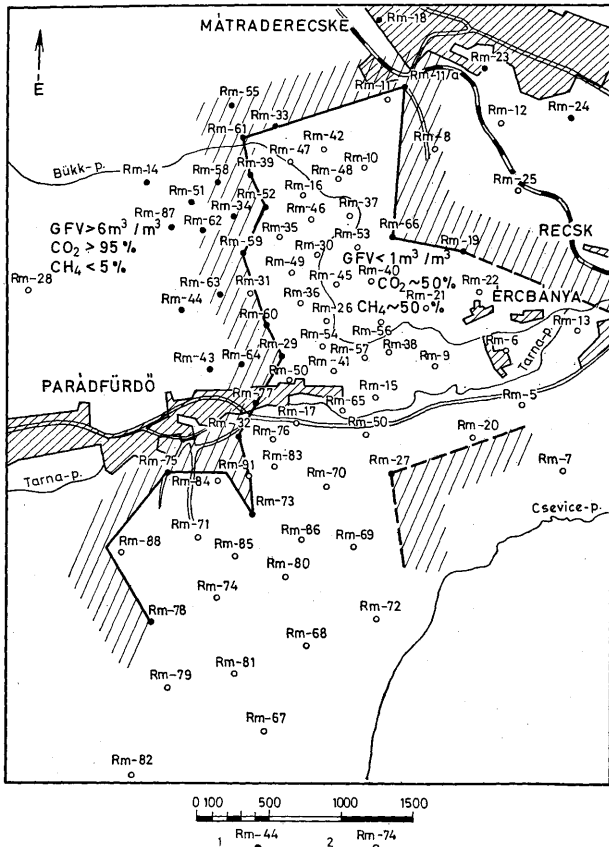 MÁTRADERECSKE
Rm-18
É
Rm-23
Rm-11/a
Rm-117
Rm-55
Rm-33
Rm-12
Rm-24
Rm-61
Rm-42
Rm-8
Rm-47
Bükk-p.
Rm-39
Rm-10
Rm-14
Rm-58
Rm-48
Rm-25
Rm-51
Rm-52
Rm-16
Rm-34
Rm-46
Rm-37
Rm-87
Rm-62
Rm-66
RECSK
GFV>6m³/m³
CO₂ ≥ 95 %
CH₄ < 5 %
Rm-35
Rm-53
Rm-19
Rm-59
Rm-30
GFV<1m³/m³
Rm-28
Rm-63
Rm-31
Rm-49
Rm-45
Rm-40
CO₂~50%
Rm-22
ÉRCBÁNYA
Rm-44
Rm-36
Rm-21
Rm-26
CH₄~50%
Rm-60
Rm-56
Rm-13
Rm-54
Rm-29
Rm-57
Rm-38
Rm-6
Tarna-p.
Rm-43
Rm-64
Rm-50
Rm-41
Rm-9
PARÁDFÜRDŐ
Rm-77
Rm-15
Rm-65
Rm-5
Rm-32
Rm-17
Rm-50
Rm-76
Rm-20
Rm-75
Rm-83
Rm-27
Rm-7
Tarna-p.
Rm-84
Rm-91
Rm-70
Rm-73
Csevice-p.
Rm-71
Rm-86
Rm-69
Rm-88
Rm-85
Rm-80
Rm-74
Rm-78
Rm-72
Rm-68
Rm-79
Rm-81
Rm-67
Rm-82
0 100 500 1000 1500
1 Rm-44 2 Rm-74